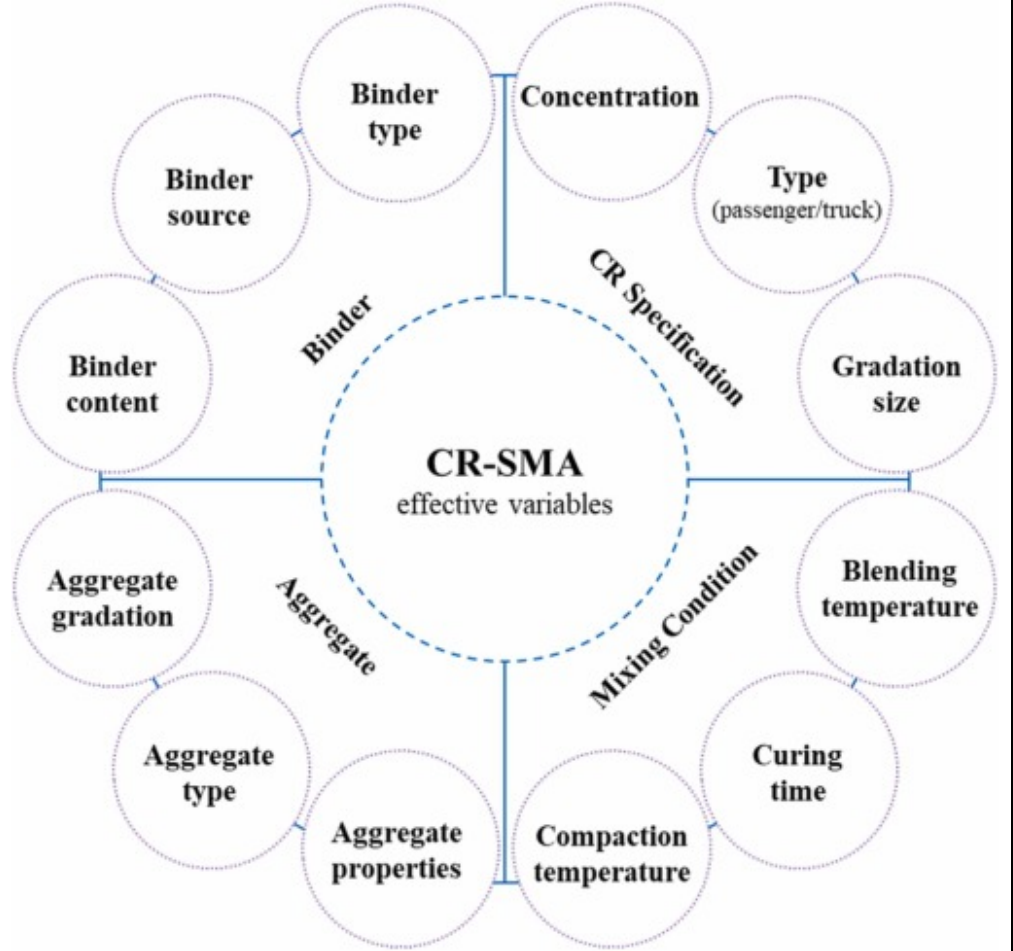 Binder
type
Concentration
Binder
source
Type
(passenger/truck)
Binder
CR Specification
Binder
content
Gradation
size
CR-SMA
effective variables
Aggregate
gradation
Blending
temperature
Aggregate
Mixing Condition
Aggregate
type
Curing
time
Aggregate
properties
Compaction
temperature